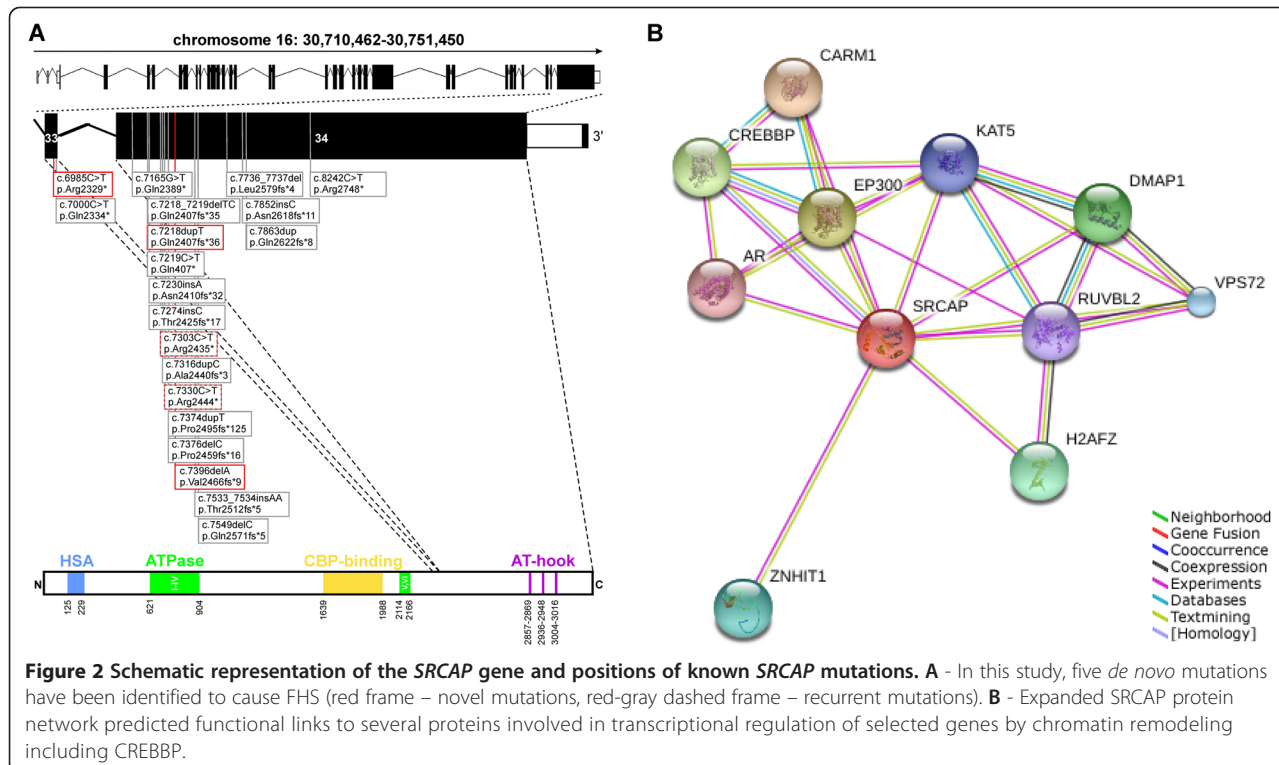 A
chromosome 16: 30,710,462-30,751,450
33
34
3'
c.6985C>T
p.Arg2329*
c.7000C>T
p.Gln2334*
c.7165G>T
p.Gln2389*
c.7218_7219delTC
p.Gln2407fs*35
c.7218dupT
p.Gln2407fs*36
c.7219C>T
p.Gln407*
c.7230insA
p.Asn2410fs*32
c.7274insC
p.Thr2425fs*17
c.7303C>T
p.Arg2435*
c.7316dupC
p.Ala2440fs*3
c.7330C>T
p.Arg2444*
c.7374dupT
p.Pro2495fs*125
c.7376delC
p.Pro2459fs*16
c.7396delA
p.Val2466fs*9
c.7533_7534insAA
p.Thr2512fs*5
c.7549delC
p.Gln2571fs*5
c.7736_7737del
p.Leu2579fs*4
c.7852insC
p.Asn2618fs*11
c.7863dup
p.Gln2622fs*8
c.8242C>T
p.Arg2748*
HSA
ATPase
CBP-binding
AT-hook
N
I-IV
V,VI
C
125
229
621
904
1639
1988
2114
2166
2857-2869
2936-2948
3004-3016
B
CARM1
CREBBP
KAT5
EP300
DMAP1
AR
VPS72
SRCAP
RUVBL2
H2AFZ
ZNHIT1
Neighborhood
Gene Fusion
Cooccurrence
Coexpression
Experiments
Databases
Textmining
[Homology]
Figure 2 Schematic representation of the SRCAP gene and positions of known SRCAP mutations. A - In this study, five de novo mutations
have been identified to cause FHS (red frame – novel mutations, red-gray dashed frame – recurrent mutations). B - Expanded SRCAP protein
network predicted functional links to several proteins involved in transcriptional regulation of selected genes by chromatin remodeling
including CREBBP.